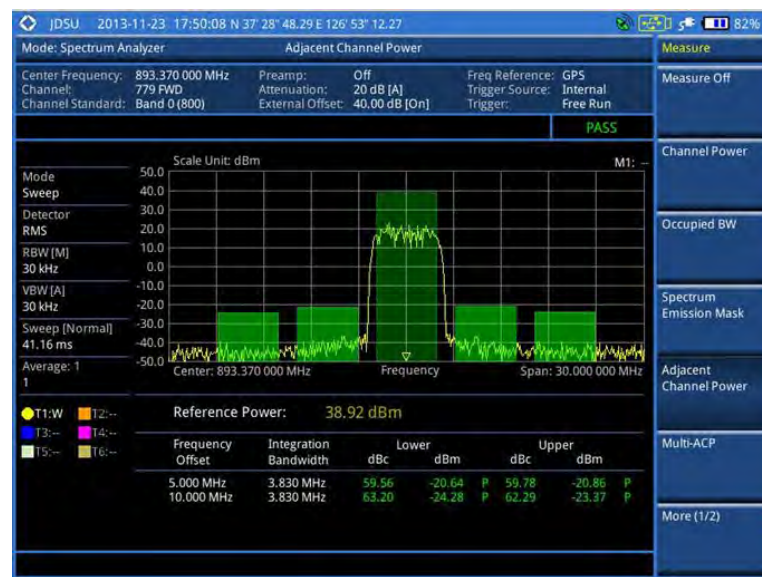 JDSU 2013-11-23 17:50:08 N 37' 28" 48.29 E 126' 53" 12.27 82%
Mode: Spectrum Analyzer Adjacent Channel Power Measure
Center Frequency: 893.370 000 MHz Preamp: Off Freq Reference: GPS
Channel: 779 FWD Attenuation: 20 dB [A] Trigger Source: Internal
Channel Standard: Band 0 (800) External Offset: 40.00 dB [On] Trigger: Free Run
Measure Off
PASS
Channel Power
Scale Unit: dBm M1: --
Mode
Sweep
Detector
RMS
RBW [M]
30 kHz
VBW [A]
30 kHz
Sweep [Normal]
41.16 ms
Average: 1
1
50.0
40.0
30.0
20.0
10.0
0.0
-10.0
-20.0
-30.0
-40.0
-50.0
Center: 893.370 000 MHz Frequency Span: 30.000 000 MHz
Occupied BW
Spectrum
Emission Mask
Adjacent
Channel Power
Multi-ACP
More (1/2)
T1:W T2:--
T3:-- T4:--
T5:-- T6:--
Reference Power: 38.92 dBm
Frequency Integration Lower Upper
Offset Bandwidth dBc dBm dBc dBm
5.000 MHz 3.830 MHz 59.56 -20.64 P 59.78 -20.86 P
10.000 MHz 3.830 MHz 63.20 -24.28 P 62.29 -23.37 P